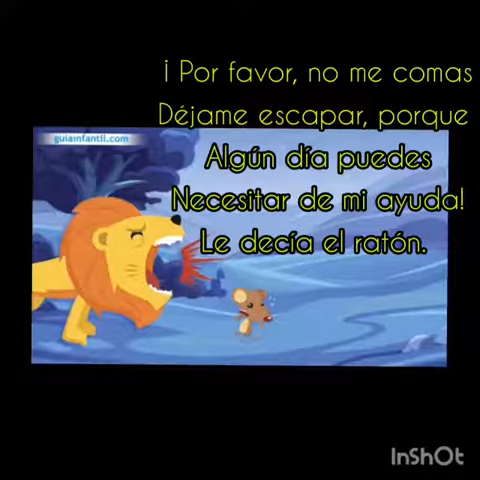 ¡ Por favor, no me comas
Déjame escapar, porque
guiainfantil.com
Algún día puedes
Necesitar de mi ayuda!
Le decía el ratón.
InShOt